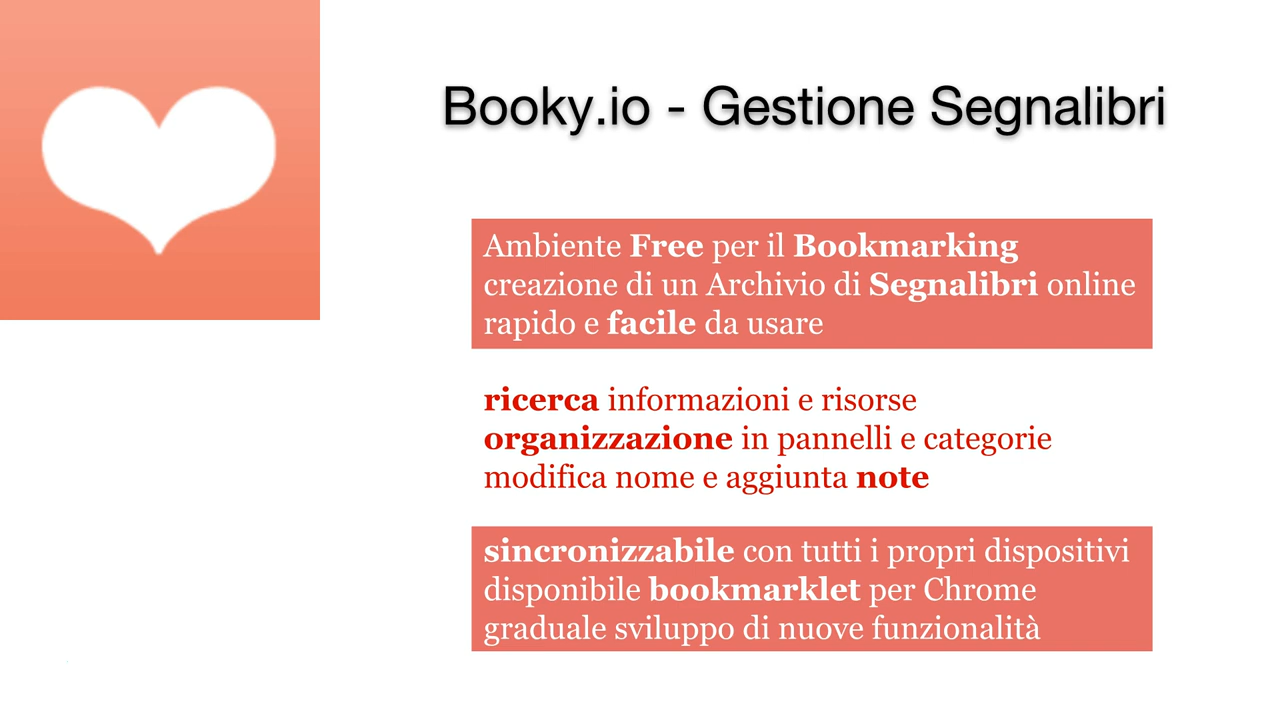 Booky.io - Gestione Segnalibri
Ambiente Free per il Bookmarking
creazione di un Archivio di Segnalibri online
rapido e facile da usare
ricerca informazioni e risorse
organizzazione in pannelli e categorie
modifica nome e aggiunta note
sincronizzabile con tutti i propri dispositivi
disponibile bookmarklet per Chrome
graduale sviluppo di nuove funzionalità